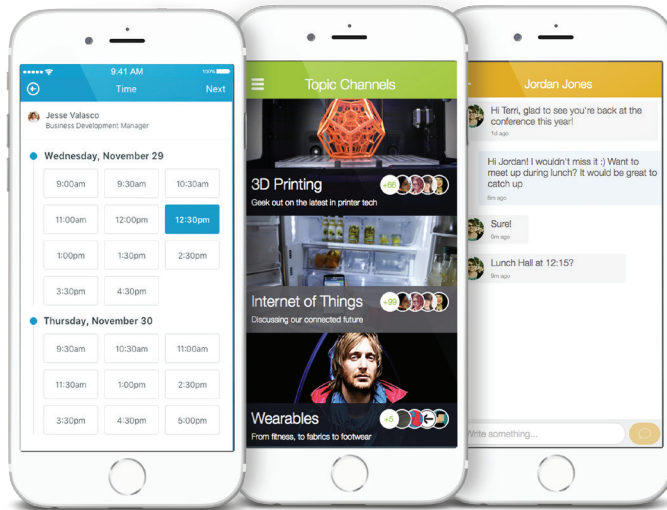 9:41 AM
100%
Time
Next
Jesse Valasco
Business Development Manager
Wednesday, November 29
9:00am 9:30am 10:30am
11:00am 12:00pm 12:30pm
1:00pm 1:30pm 2:30pm
3:30pm 4:30pm
Thursday, November 30
9:30am 10:30am 11:00am
11:30am 1:00pm 2:30pm
3:30pm 4:30pm 5:00pm
Topic Channels
3D Printing
+66
Geek out on the latest in printer tech
Internet of Things
+99
Discussing our connected future
Wearables
+5
From fitness, to fabrics to footwear
Jordan Jones
Hi Terri, glad to see you're back at the
conference this year!
1d ago
Hi Jordan! I wouldn't miss it :) Want to
meet up during lunch? It would be great to
catch up
Sure!
Lunch Hall at 12:15?
9m ago
Write something...